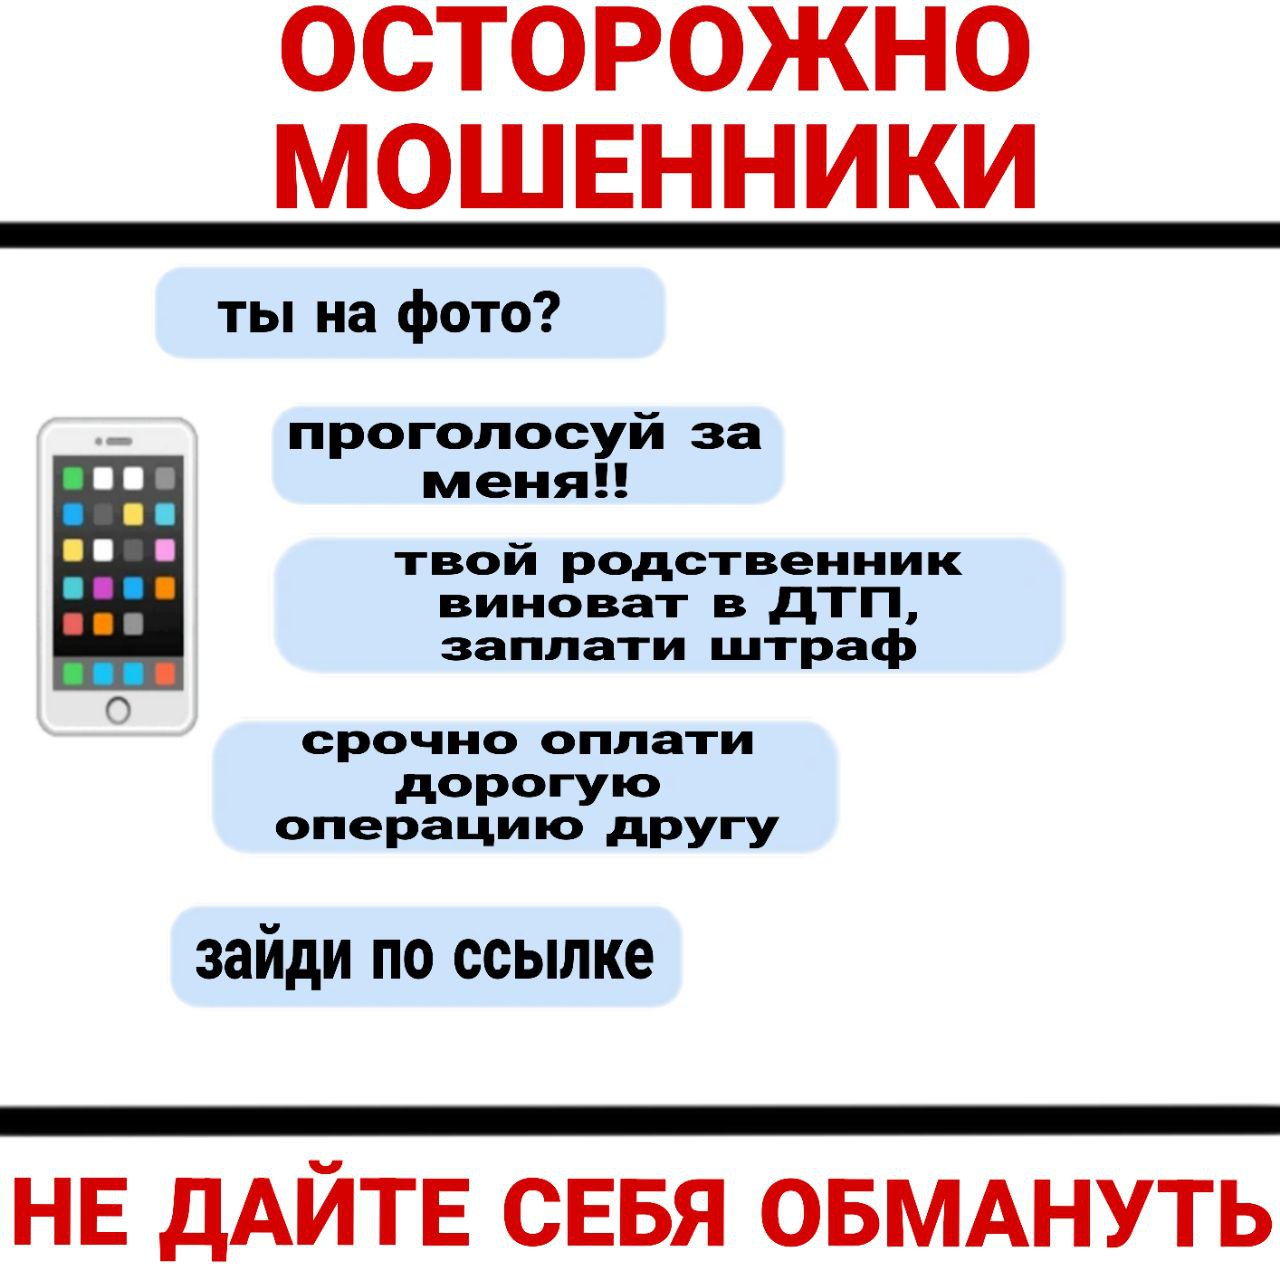 ОСТОРОЖНО
МОШЕННИКИ
ты на фото?
проголосуй за
меня!!
твой родственник
виноват в ДТП,
заплати штраф
срочно оплати
дорогую
операцию другу
зайди по ссылке
НЕ ДАЙТЕ СЕБЯ ОБМАНУТЬ